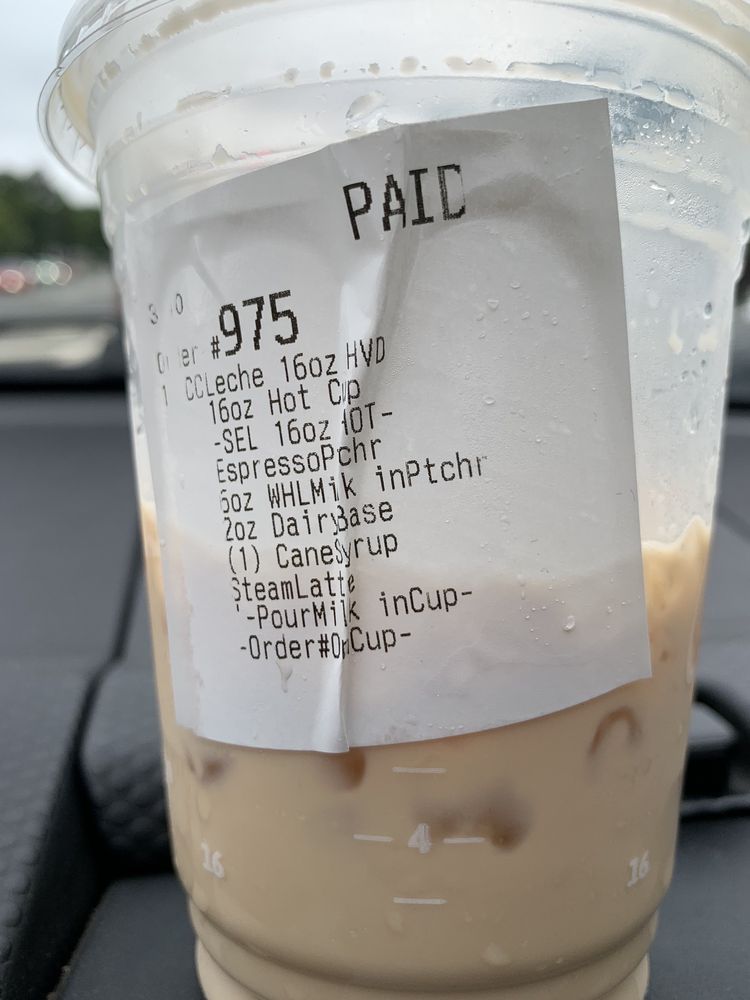 PAID
#975
1 CCLeche 16oz HVD
16oz Hot Cup
-SEL 16oz HOT-
EspressoPchr
6oz WHLMilk inPtchr
2oz DairyBase
(1) CaneSyrup
SteamLatte
'-PourMilk inCup-
-Order#OnCup-
4
16 16